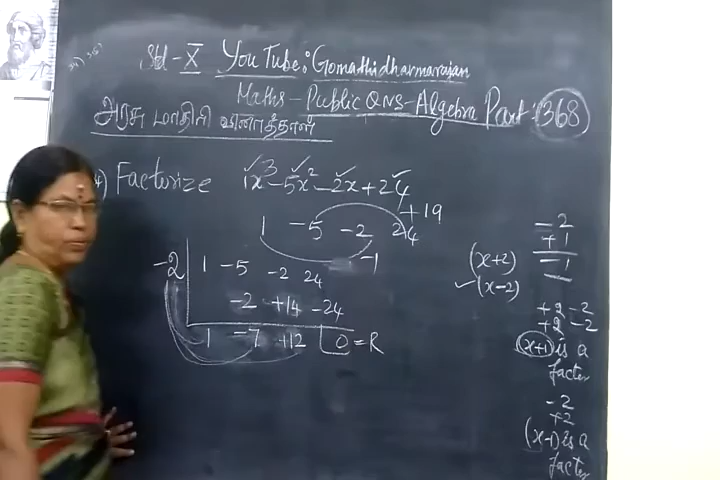 Std - X YouTube: Gomathidharmarajan
Maths - Public QNS - Algebra Part: 368
அரசு மாதிரி வினாத்தாள்
4) Factorize 1x³ - 5x² - 2x + 24
+19
1 -5 -2 24
-1
-2 1 -5 -2 24
-2 +14 -24
1 -7 +12 0 = R
(x+2)
✓(x-2)
-2
+1
-1
+2 -2
+2 -2
(x+1) is a
factor
-2
+2
(x-1) is a
factor